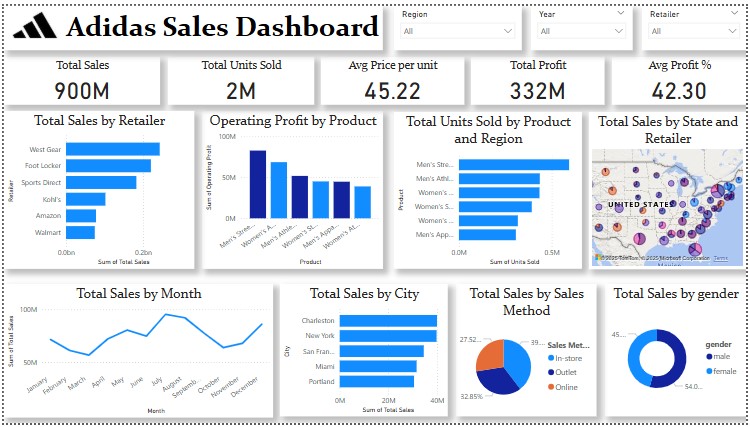 Adidas Sales Dashboard
Region
All
Year
All
Retailer
All
Total Sales
900M
Total Units Sold
2M
Avg Price per unit
45.22
Total Profit
332M
Avg Profit %
42.30
Total Sales by Retailer
Retailer
West Gear
Foot Locker
Sports Direct
Kohl's
Amazon
Walmart
0.0bn
0.2bn
Sum of Total Sales
Operating Profit by Product
Sum of Operating Profit
100M
50M
0M
Men's Stree...
Women's A...
Men's Athle...
Women's St...
Men's Appa...
Women's At...
Product
Total Units Sold by Product
and Region
Product
Men's Stre...
Men's Athl...
Women's ...
Women's S...
Women's ...
Men's App...
0.0M
0.5M
Sum of Units Sold
Total Sales by State and
Retailer
UNITED STATES
Mexico
© 2025 TomTom, © 2025 Microsoft Corporation Terms
Total Sales by Month
Sum of Total Sales
100M
50M
January
February
March
April
May
June
July
August
Septemb...
October
November
December
Month
Total Sales by City
City
Charleston
New York
San Fran...
Miami
Portland
0M
20M
40M
Sum of Total Sales
Total Sales by Sales
Method
27.52...
39....
32.85%
Sales Met...
In-store
Outlet
Online
Total Sales by gender
45....
54.0...
gender
male
female